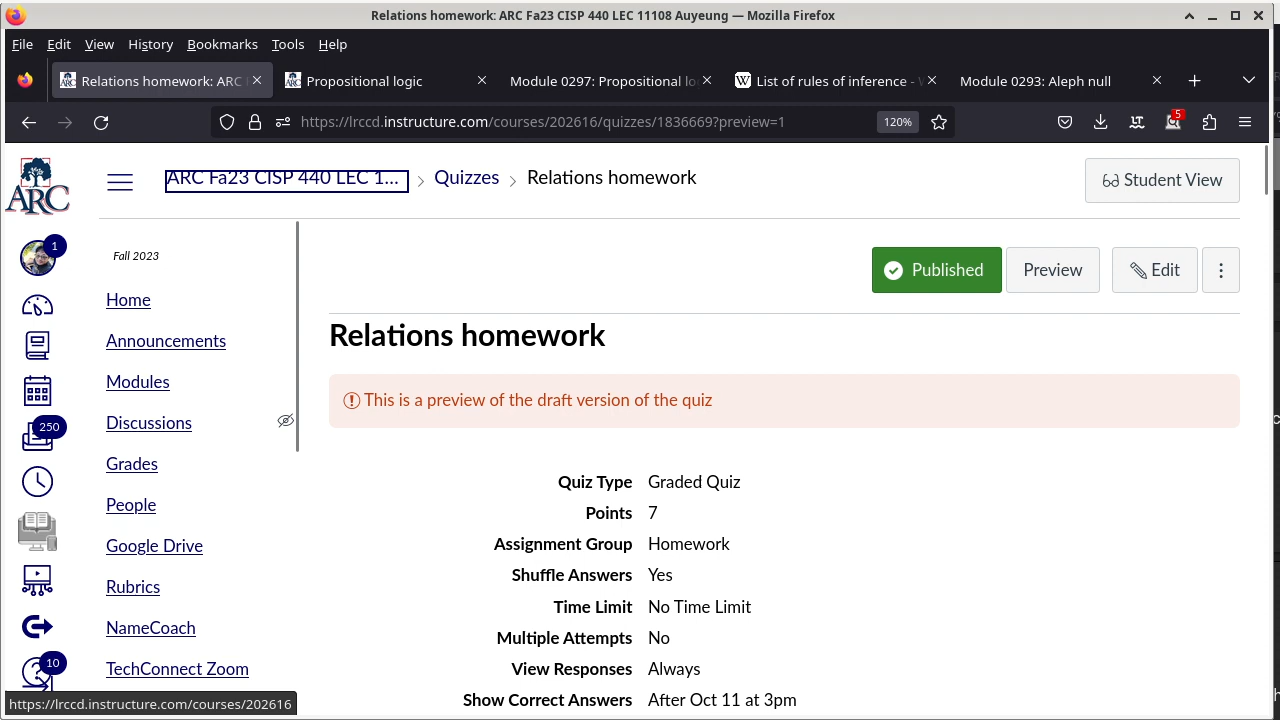 Relations homework: ARC Fa23 CISP 440 LEC 11108 Auyeung — Mozilla Firefox
File Edit View History Bookmarks Tools Help
Relations homework: ARC Propositional logic Module 0297: Propositional lo List of rules of inference - Module 0293: Aleph null
https://lrccd.instructure.com/courses/202616/quizzes/1836669?preview=1 120% 5
ARC
ARC Fa23 CISP 440 LEC 1... Quizzes Relations homework Student View
1
Fall 2023
Published Preview Edit
Home
Relations homework
Announcements
Modules
This is a preview of the draft version of the quiz
Discussions
250
Grades
Quiz Type Graded Quiz
People
Points 7
Google Drive
Assignment Group Homework
Shuffle Answers Yes
Rubrics
Time Limit No Time Limit
NameCoach
Multiple Attempts No
10
TechConnect Zoom
View Responses Always
Show Correct Answers After Oct 11 at 3pm
https://lrccd.instructure.com/courses/202616